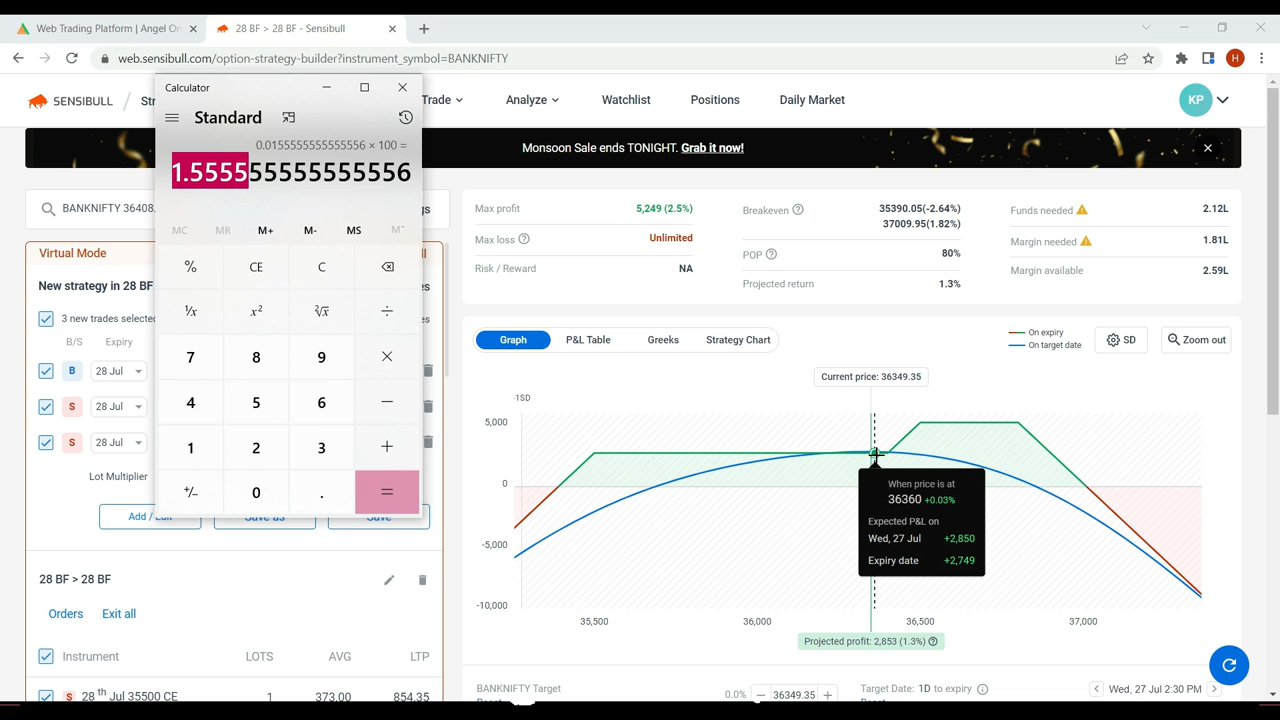 Web Trading Platform | Angel On
28 BF > 28 BF - Sensibull
web.sensibull.com/option-strategy-builder?instrument_symbol=BANKNIFTY
H
SENSIBULL
Trade
Analyze
Watchlist
Positions
Daily Market
KP
Monsoon Sale ends TONIGHT. Grab it now!
Calculator
Standard
0.0155555555555556 × 100 =
1.555555555555556
MC MR M+ M- MS
% CE C
¹/x x² ²√x ÷
7 8 9 ×
4 5 6 −
1 2 3 +
+/− 0 . =
BANKNIFTY 36408.
Virtual Mode
New strategy in 28 BF
3 new trades selected
B/S Expiry
B 28 Jul
S 28 Jul
S 28 Jul
Lot Multiplier
Add / Edit
Save as
Save
28 BF > 28 BF
Orders Exit all
Instrument LOTS AVG LTP
S 28 th Jul 35500 CE 1 373.00 854.35
Max profit 5,249 (2.5%)
Max loss Unlimited
Risk / Reward NA
Breakeven 35390.05(-2.64%)
37009.95(1.82%)
POP 80%
Projected return 1.3%
Funds needed 2.12L
Margin needed 1.81L
Margin available 2.59L
Graph P&L Table Greeks Strategy Chart
On expiry
On target date
SD
Zoom out
Current price: 36349.35
-1SD
5,000
0
-5,000
-10,000
When price is at
36360 +0.03%
Expected P&L on
Wed, 27 Jul +2,850
Expiry date +2,749
35,500 36,000 36,500 37,000
Projected profit: 2,853 (1.3%)
BANKNIFTY Target
0.0% − 36349.35 +
Target Date: 1D to expiry
Wed, 27 Jul 2:30 PM